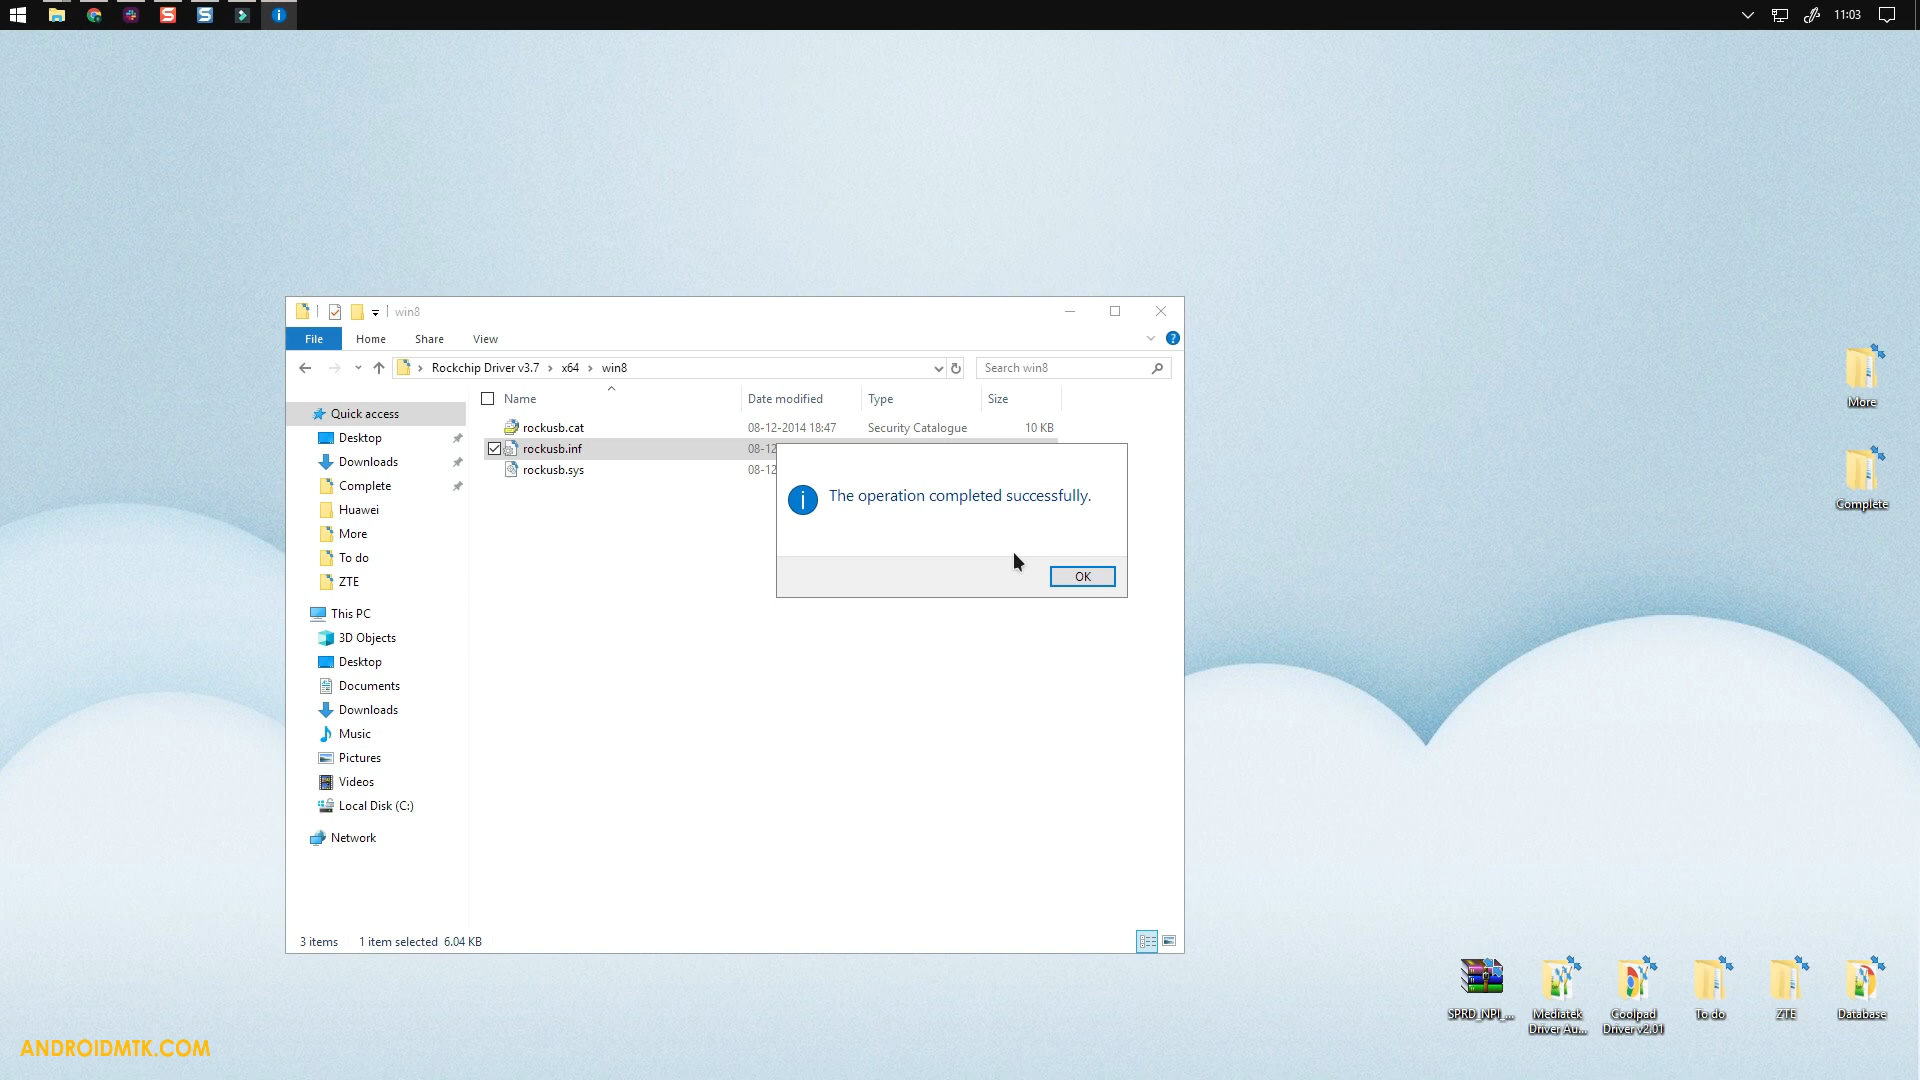 11:03
win8
File Home Share View
Rockchip Driver v3.7 x64 win8
Search win8
Name Date modified Type Size
rockusb.cat 08-12-2014 18:47 Security Catalogue 10 KB
rockusb.inf 08-12
rockusb.sys 08-12
Quick access
Desktop
Downloads
Complete
Huawei
More
To do
ZTE
This PC
3D Objects
Desktop
Documents
Downloads
Music
Pictures
Videos
Local Disk (C:)
Network
The operation completed successfully.
OK
3 items 1 item selected 6.04 KB
More
Complete
SPRD_NPI_...
Mediatek
Driver Au...
Coolpad
Driver v2.01
To do
ZTE
Database
ANDROIDMTK.COM